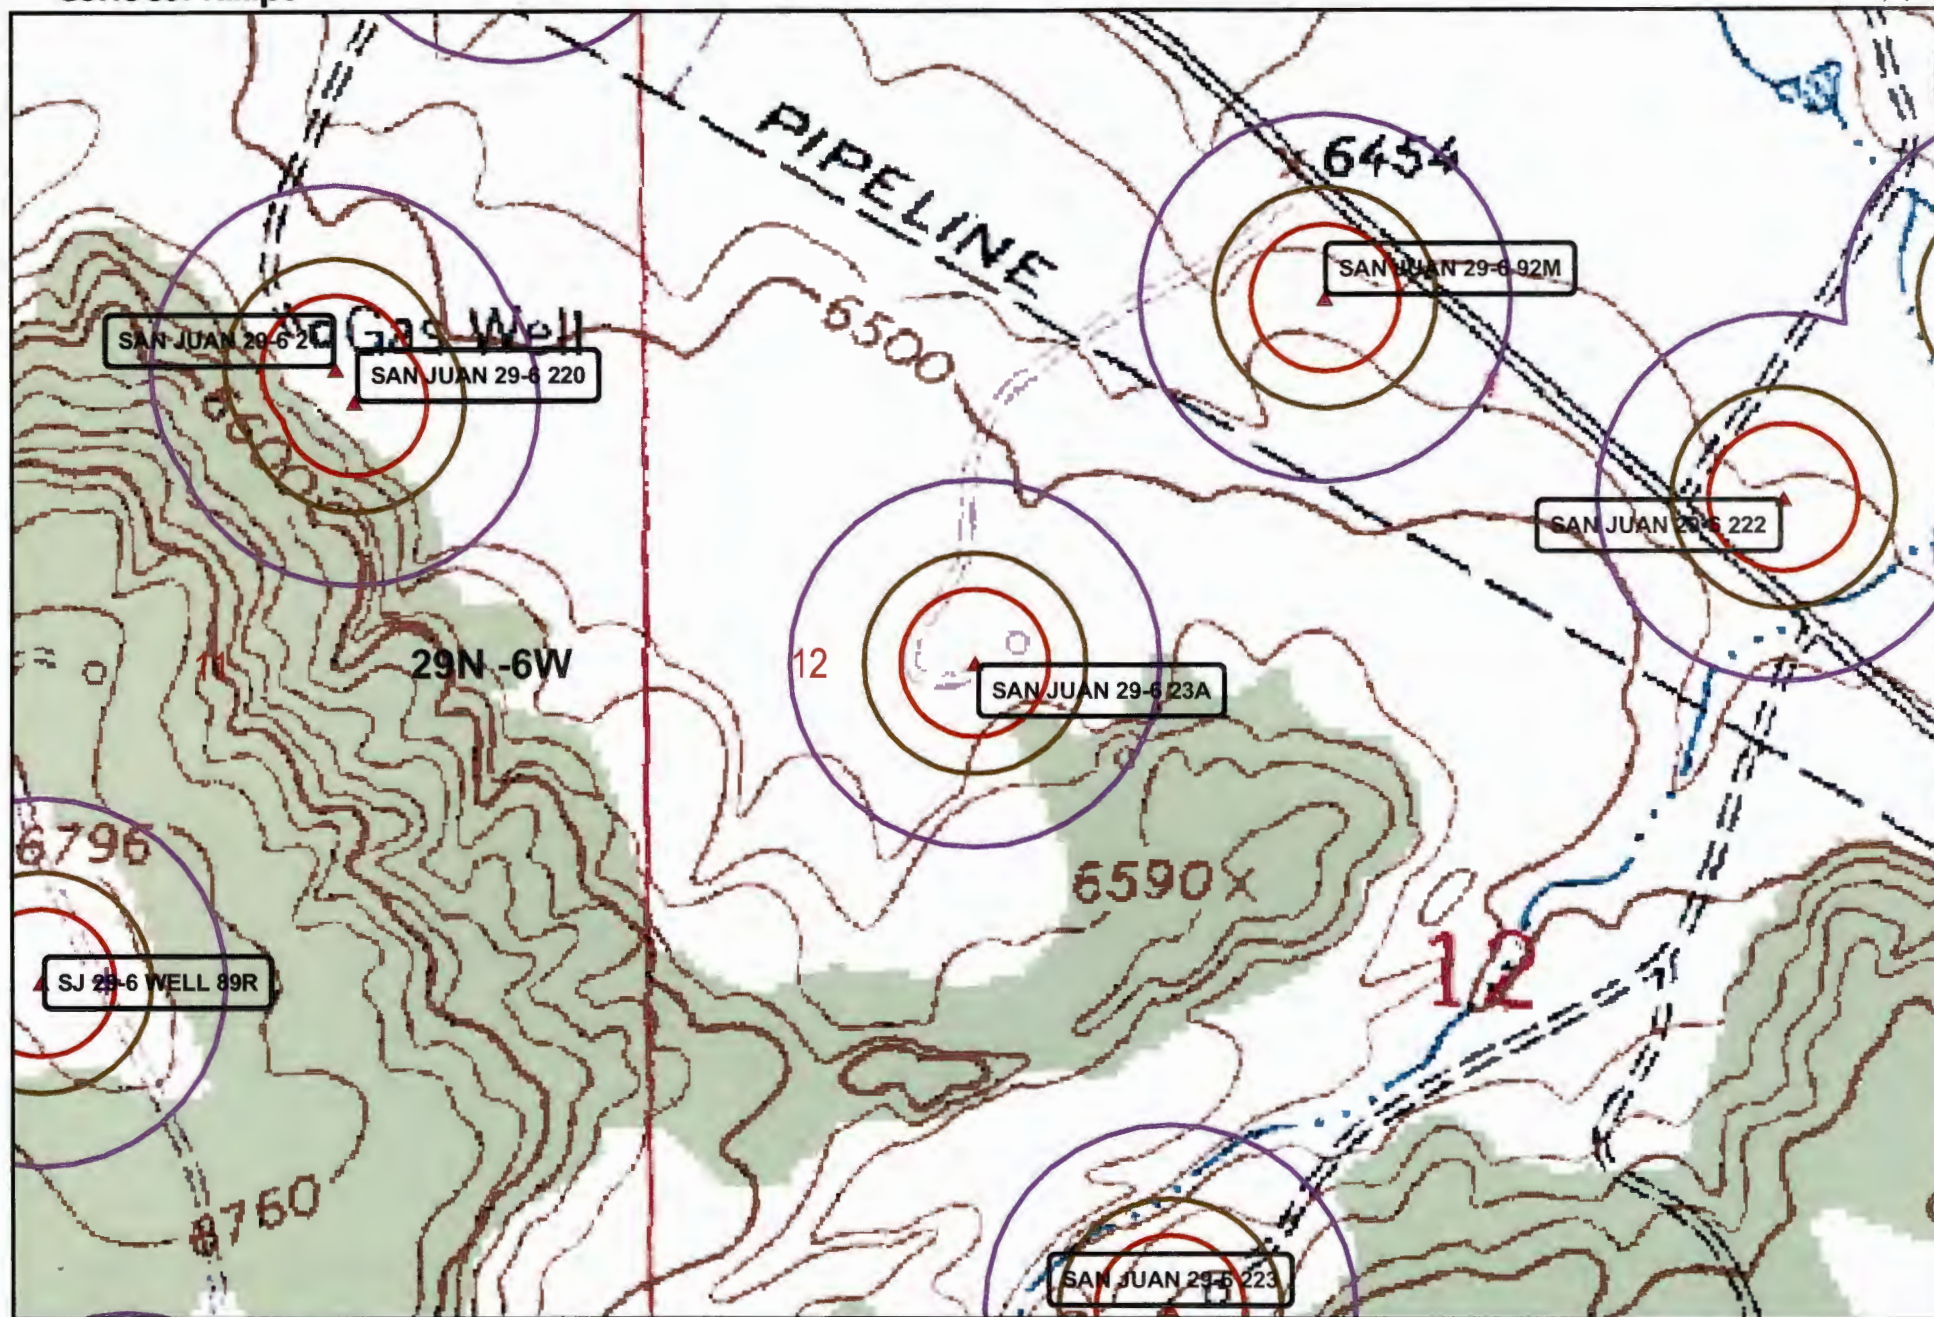 PIPELINE
6454
SAN JUAN 29-6 92M
Gas Well
SAN JUAN 29-6
SAN JUAN 29-6 220
6500
SAN JUAN 29-6 222
11
29N -6W
12
SAN JUAN 29-6 23A
6796
6590
12
SJ 29-6 WELL 89R
6760
SAN JUAN 29-6 223